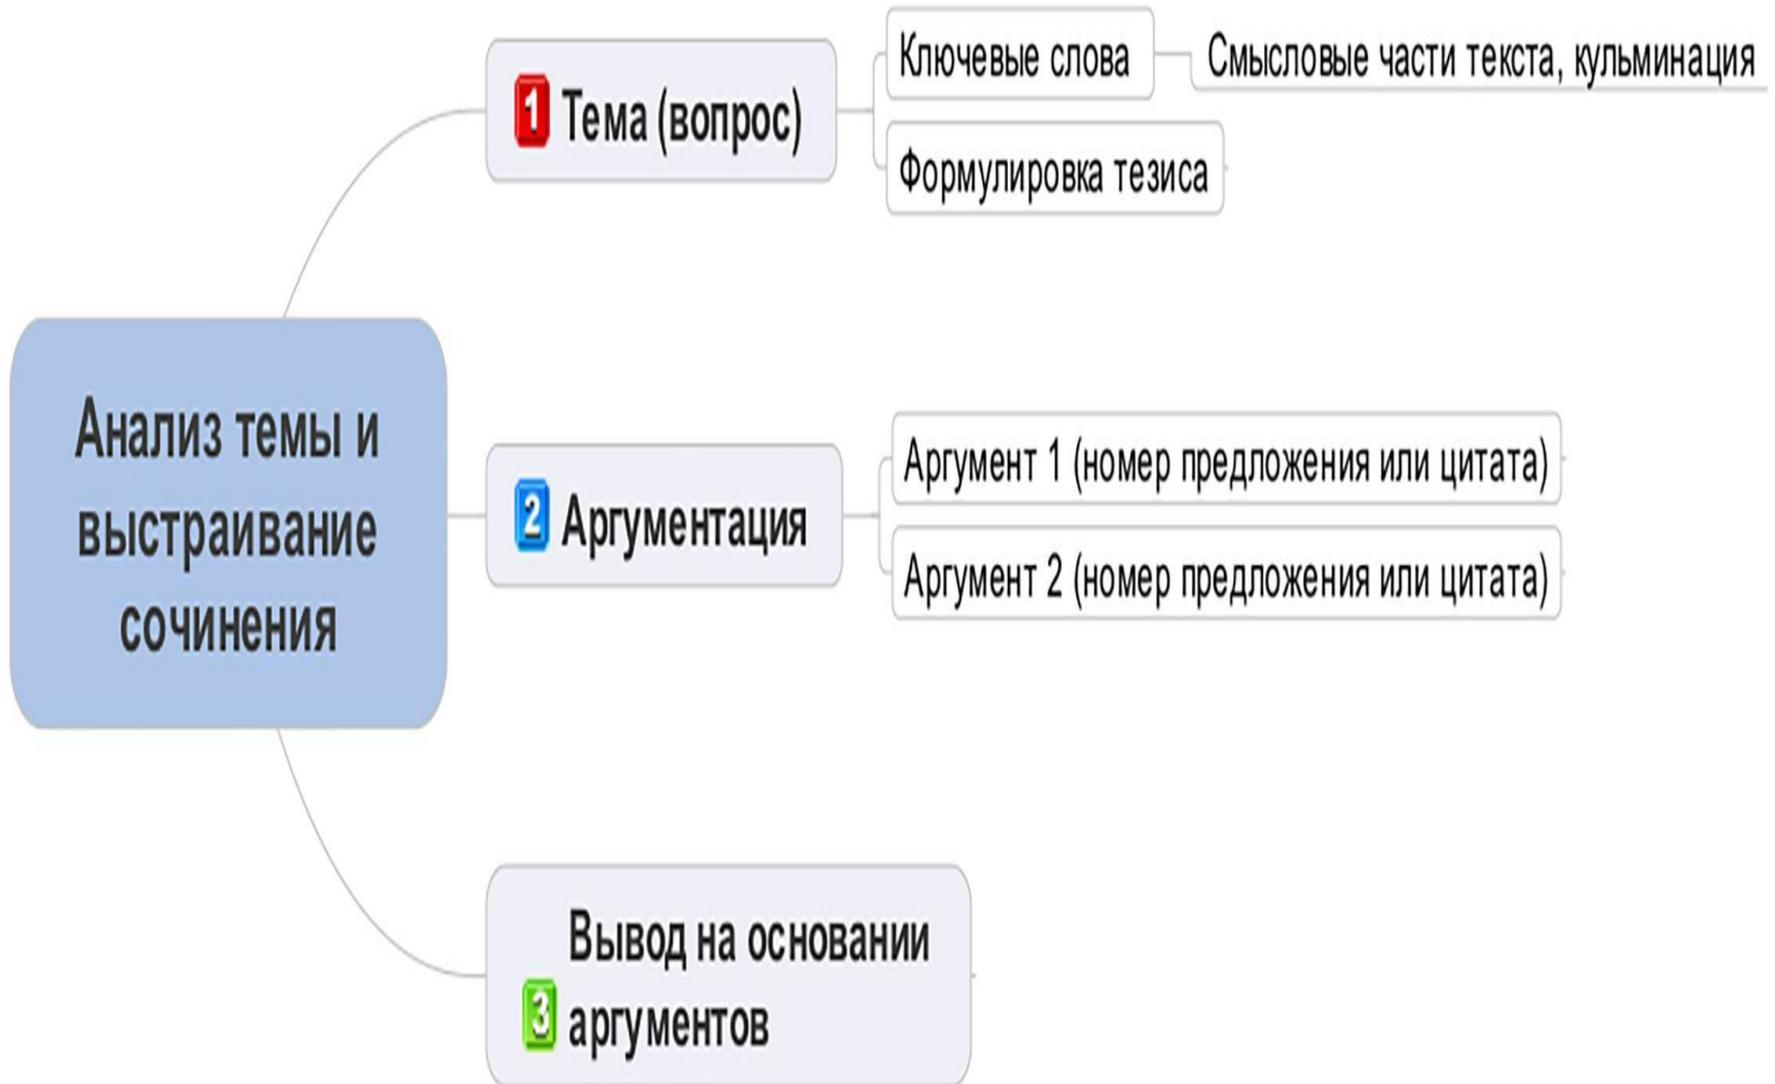 1 Тема (вопрос)
Ключевые слова
Смысловые части текста, кульминация
Формулировка тезиса
Анализ темы и
выстраивание
сочинения
2 Аргументация
Аргумент 1 (номер предложения или цитата)
Аргумент 2 (номер предложения или цитата)
Вывод на основании
3 аргументов